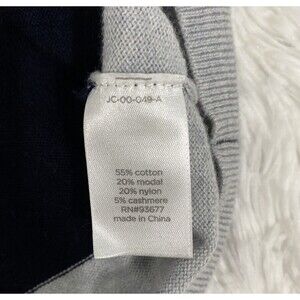 JC-00-049-A
55% cotton
20% modal
20% nylon
5% cashmere
RN#93677
made in China